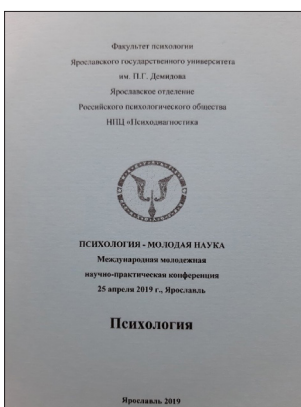 Факультет психологии
Ярославского государственного университета
им. П.Г. Демидова
Ярославское отделение
Российского психологического общества
НПЦ «Психодиагностика
ПСИХОЛОГИЯ - МОЛОДАЯ НАУКА
Международная молодежная
научно-практическая конференция
25 апреля 2019 г., Ярославль
Психология
Ярославль 2019